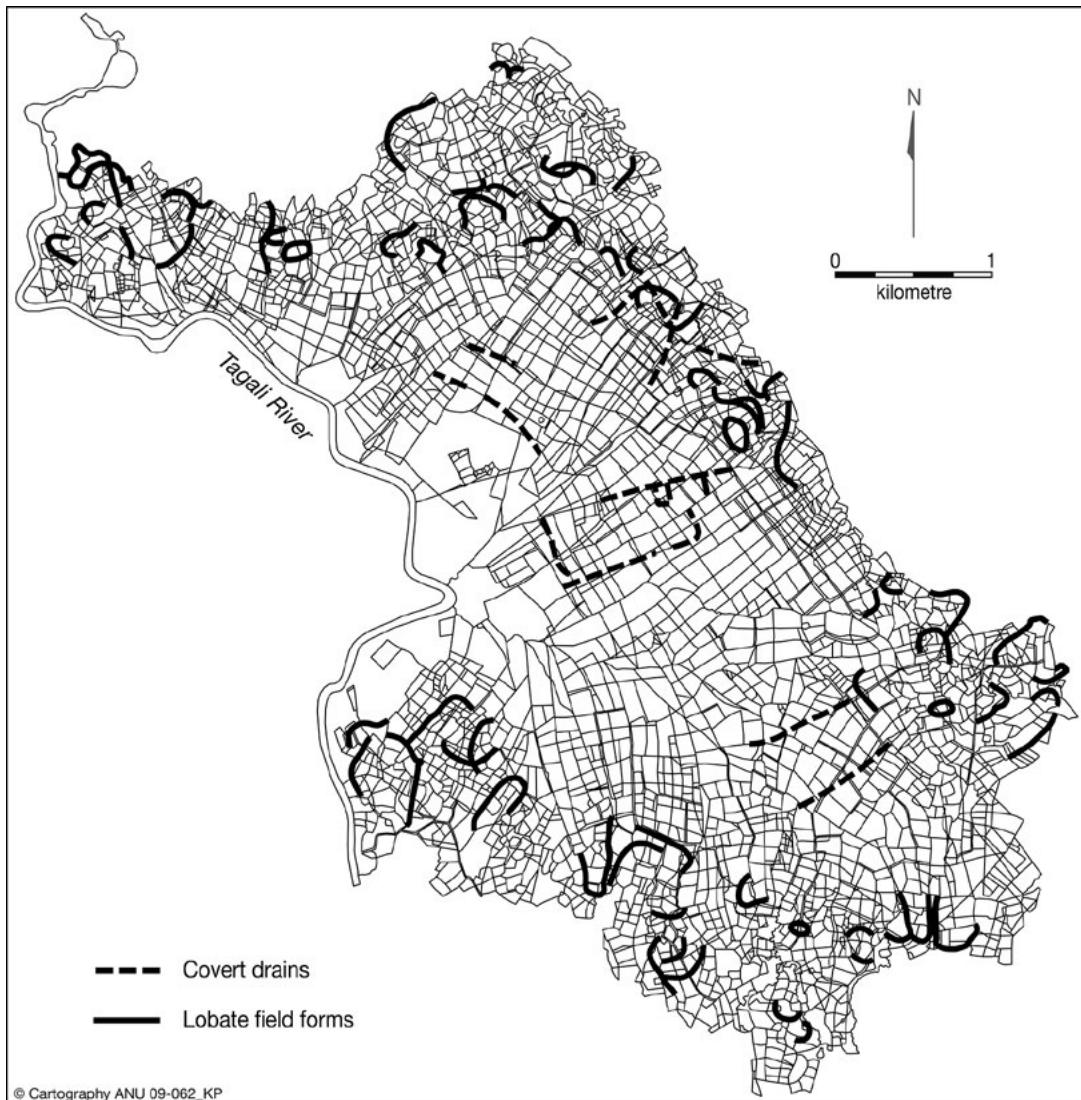 N
0 1
kilometre
Tagali River
Covert drains
Lobate field forms
© Cartography ANU 09-062_KP